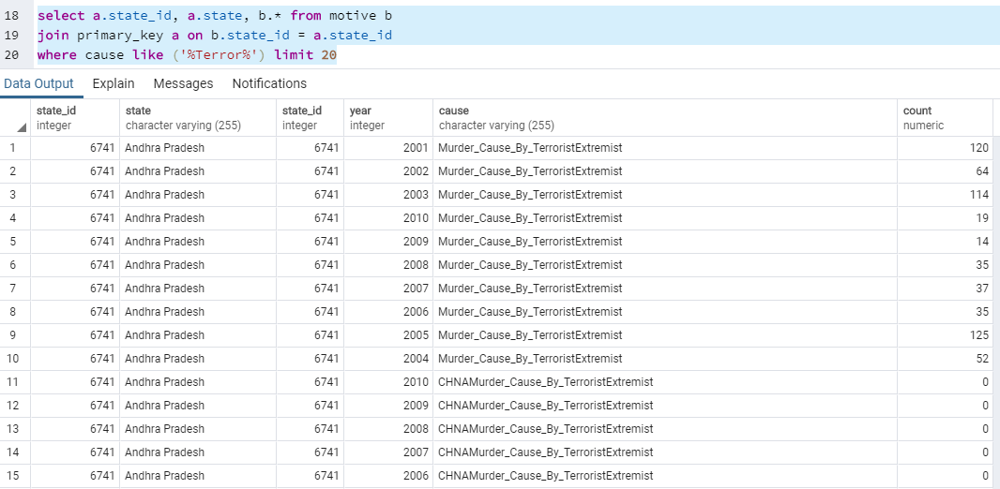 18 select a.state_id, a.state, b.* from motive b
19 join primary_key a on b.state_id = a.state_id
20 where cause like ('%Terror%') limit 20
Data Output Explain Messages Notifications
state_id state state_id year cause count
integer character varying (255) integer integer character varying (255) numeric
1 6741 Andhra Pradesh 6741 2001 Murder_Cause_By_TerroristExtremist 120
2 6741 Andhra Pradesh 6741 2002 Murder_Cause_By_TerroristExtremist 64
3 6741 Andhra Pradesh 6741 2003 Murder_Cause_By_TerroristExtremist 114
4 6741 Andhra Pradesh 6741 2010 Murder_Cause_By_TerroristExtremist 19
5 6741 Andhra Pradesh 6741 2009 Murder_Cause_By_TerroristExtremist 14
6 6741 Andhra Pradesh 6741 2008 Murder_Cause_By_TerroristExtremist 35
7 6741 Andhra Pradesh 6741 2007 Murder_Cause_By_TerroristExtremist 37
8 6741 Andhra Pradesh 6741 2006 Murder_Cause_By_TerroristExtremist 35
9 6741 Andhra Pradesh 6741 2005 Murder_Cause_By_TerroristExtremist 125
10 6741 Andhra Pradesh 6741 2004 Murder_Cause_By_TerroristExtremist 52
11 6741 Andhra Pradesh 6741 2010 CHNAMurder_Cause_By_TerroristExtremist 0
12 6741 Andhra Pradesh 6741 2009 CHNAMurder_Cause_By_TerroristExtremist 0
13 6741 Andhra Pradesh 6741 2008 CHNAMurder_Cause_By_TerroristExtremist 0
14 6741 Andhra Pradesh 6741 2007 CHNAMurder_Cause_By_TerroristExtremist 0
15 6741 Andhra Pradesh 6741 2006 CHNAMurder_Cause_By_TerroristExtremist 0